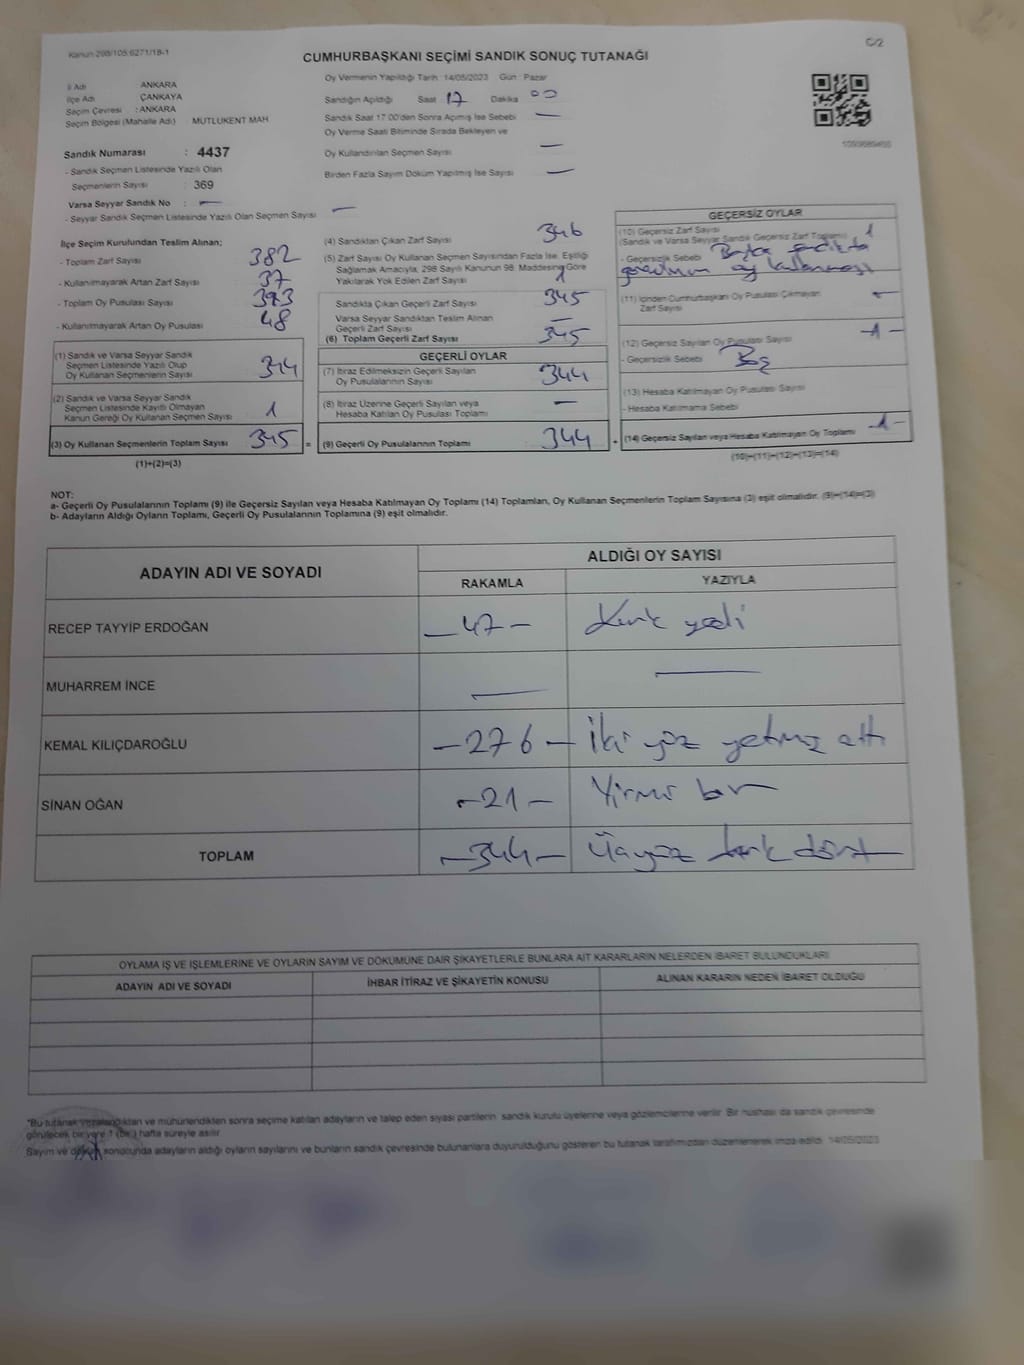 Kanun 298/105 6271/18-1
C/2
CUMHURBAŞKANI SEÇİMİ SANDIK SONUÇ TUTANAĞI
İl Adı ANKARA
İlçe Adı ÇANKAYA
Seçim Çevresi : ANKARA
Seçim Bölgesi (Mahalle Adı) : MUTLUKENT MAH
Sandık Numarası : 4437
- Sandık Seçmen Listesinde Yazılı Olan
Seçmenlerin Sayısı : 369
Varsa Seyyar Sandık No : —
- Seyyar Sandık Seçmen Listesinde Yazılı Olan Seçmen Sayısı —
Oy Vermenin Yapıldığı Tarih : 14/05/2023 Gün : Pazar
Sandığın Açıldığı Saat 17 Dakika 00
Sandık Saat 17:00'den Sonra Açımış İse Sebebi —
Oy Verme Saati Bitiminde Sırada Bekleyen ve
Oy Kullandırılan Seçmen Sayısı —
Birden Fazla Sayım Döküm Yapılmış İse Sayısı —
İlçe Seçim Kurulundan Teslim Alınan;
- Toplam Zarf Sayısı 382
- Kullanılmayarak Artan Zarf Sayısı 37
- Toplam Oy Pusulası Sayısı 393
- Kullanılmayarak Artan Oy Pusulası 48
(1) Sandık ve Varsa Seyyar Sandık
Seçmen Listesinde Yazılı Olup
Oy Kullanan Seçmenlerin Sayısı 344
(2) Sandık ve Varsa Seyyar Sandık
Seçmen Listesinde Kayıtlı Olmayan
Kanun Gereği Oy Kullanan Seçmen Sayısı 1
(3) Oy Kullanan Seçmenlerin Toplam Sayısı 345 =
(1)+(2)=(3)
(4) Sandıktan Çıkan Zarf Sayısı 346
(5) Zarf Sayısı Oy Kullanan Seçmen Sayısından Fazla İse, Eşitliği
Sağlamak Amacıyla, 298 Sayılı Kanunun 98. Maddesine Göre
Yakılarak Yok Edilen Zarf Sayısı 1
Sandıkta Çıkan Geçerli Zarf Sayısı 345
Varsa Seyyar Sandıktan Teslim Alınan
Geçerli Zarf Sayısı —
(6) Toplam Geçerli Zarf Sayısı 345
GEÇERLİ OYLAR
(7) İtiraz Edilmeksizin Geçerli Sayılan
Oy Pusulalarının Sayısı 344
(8) İtiraz Üzerine Geçerli Sayılan veya
Hesaba Katılan Oy Pusulası Toplamı —
(9) Geçerli Oy Pusulalarının Toplamı 344 +
GEÇERSİZ OYLAR
(10) Geçersiz Zarf Sayısı 1
(Sandık ve Varsa Seyyar Sandık Geçersiz Zarf Toplamı)
- Geçersizlik Sebebi Başka sandıkta
görevlinin oy kullanması
(11) İçinden Cumhurbaşkanı Oy Pusulası Çıkmayan —
Zarf Sayısı
(12) Geçersiz Sayılan Oy Pusulası Sayısı -1-
- Geçersizlik Sebebi Boş
(13) Hesaba Katılmayan Oy Pusulası Sayısı
- Hesaba Katılmama Sebebi
(14) Geçersiz Sayılan veya Hesaba Katılmayan Oy Toplamı -1-
(10)+(11)+(12)+(13)=(14)
NOT:
a- Geçerli Oy Pusulalarının Toplamı (9) ile Geçersiz Sayılan veya Hesaba Katılmayan Oy Toplamı (14) Toplamları, Oy Kullanan Seçmenlerin Toplam Sayısına (3) eşit olmalıdır. (9)+(14)=(3)
b- Adayların Aldığı Oyların Toplamı, Geçerli Oy Pusulalarının Toplamına (9) eşit olmalıdır.
ADAYIN ADI VE SOYADI ALDIĞI OY SAYISI
RAKAMLA YAZIYLA
RECEP TAYYİP ERDOĞAN —47— Kırk yedi
MUHARREM İNCE — —
KEMAL KILIÇDAROĞLU —276— İki yüz yetmiş altı
SİNAN OĞAN —21— Yirmi bir
TOPLAM —344— Üçyüz kırk dört
OYLAMA İŞ VE İŞLEMLERİNE VE OYLARIN SAYIM VE DÖKÜMÜNE DAİR ŞİKAYETLERLE BUNLARA AİT KARARLARIN NELERDEN İBARET BULUNDUKLARI
ADAYIN ADI VE SOYADI İHBAR İTİRAZ VE ŞİKAYETİN KONUSU ALINAN KARARIN NEDEN İBARET OLDUĞU
*Bu tutanak imzalandıktan ve mühürlendikten sonra seçime katılan adayların ve talep eden siyasi partilerin sandık kurulu üyelerine veya gözlemcilerine verilir. Bir nüshası da sandık çevresinde
görülecek bir yere 1 (bir) hafta süreyle asılır.
Sayım ve döküm sonucunda adayların aldığı oyların sayılarını ve bunların sandık çevresinde bulunanlara duyurulduğunu gösteren bu tutanak tarafımızdan düzenlenerek imza edildi. 14/05/2023